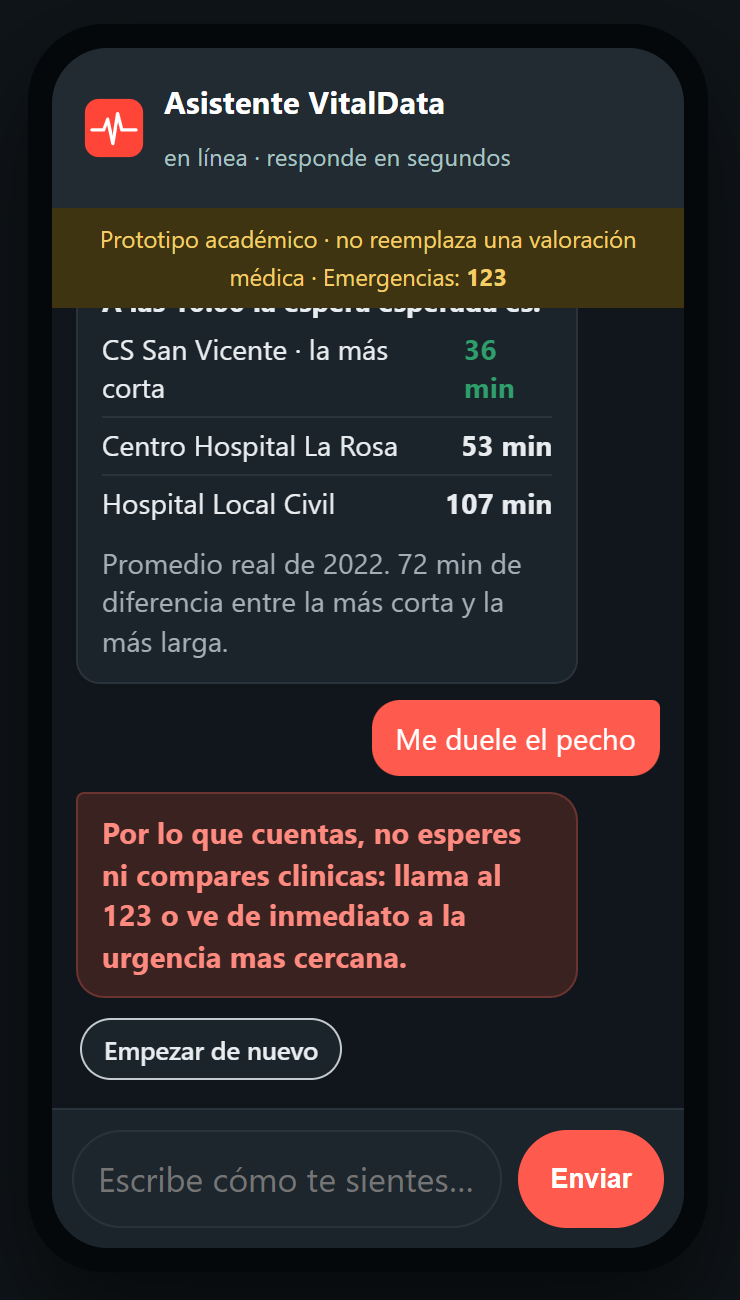 Asistente VitalData
en línea · responde en segundos
Prototipo académico · no reemplaza una valoración
médica · Emergencias: 123
CS San Vicente · la más
corta
36
min
Centro Hospital La Rosa 53 min
Hospital Local Civil 107 min
Promedio real de 2022. 72 min de
diferencia entre la más corta y la
más larga.
Me duele el pecho
Por lo que cuentas, no esperes
ni compares clinicas: llama al
123 o ve de inmediato a la
urgencia mas cercana.
Empezar de nuevo
Escribe cómo te sientes...
Enviar